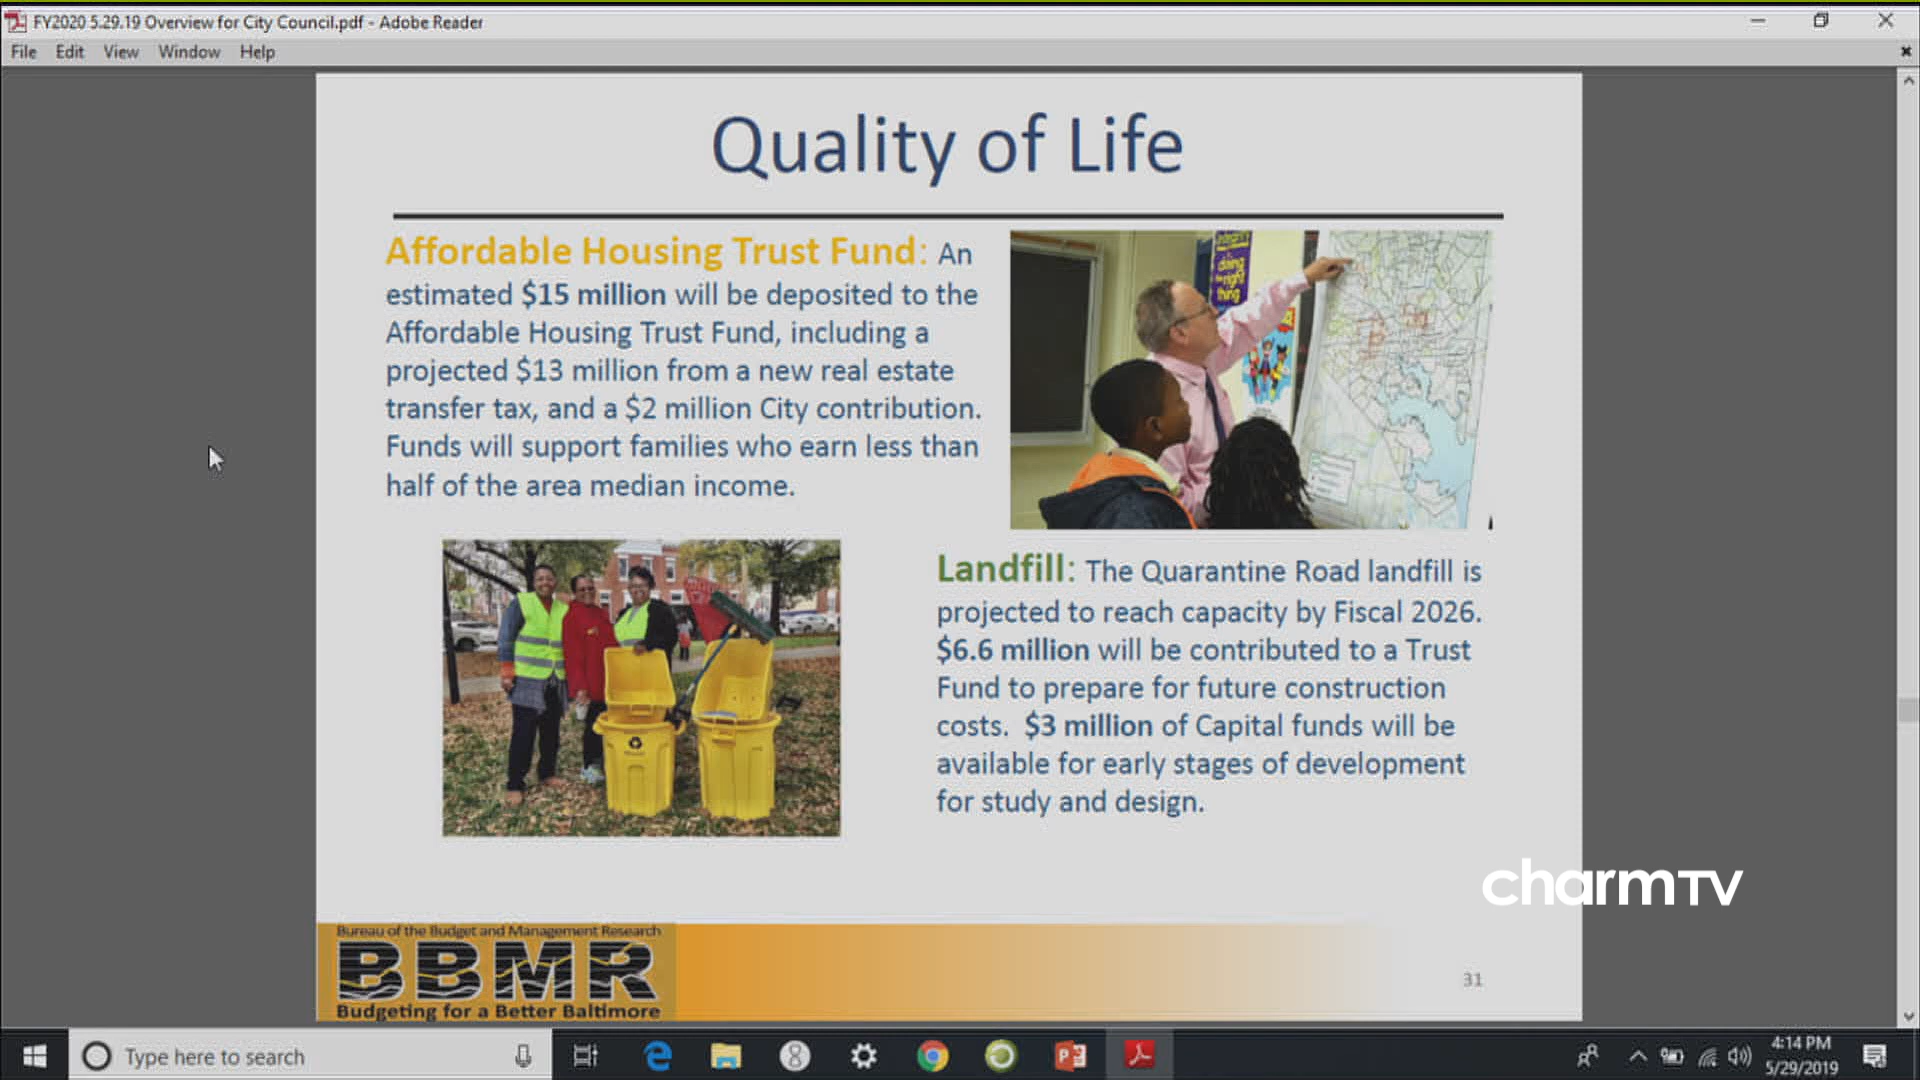 FY2020 5.29.19 Overview for City Council.pdf - Adobe Reader
File Edit View Window Help
Quality of Life
Affordable Housing Trust Fund: An
estimated $15 million will be deposited to the
Affordable Housing Trust Fund, including a
projected $13 million from a new real estate
transfer tax, and a $2 million City contribution.
Funds will support families who earn less than
half of the area median income.
integrity
is
doing
the right
thing
Landfill: The Quarantine Road landfill is
projected to reach capacity by Fiscal 2026.
$6.6 million will be contributed to a Trust
Fund to prepare for future construction
costs. $3 million of Capital funds will be
available for early stages of development
for study and design.
charmTV
Bureau of the Budget and Management Research
BBMR
Budgeting for a Better Baltimore
31
Type here to search
4:14 PM
5/29/2019